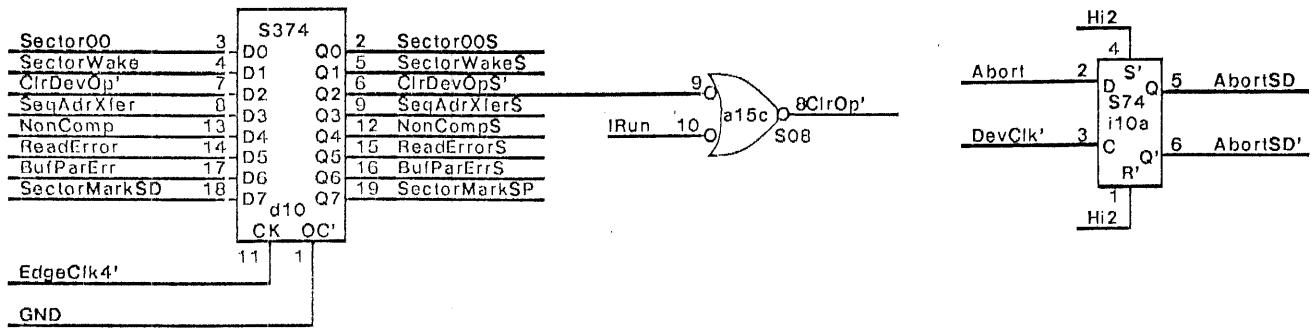 S374
Sector00 3 D0 Q0 2 Sector00S
SectorWake 4 D1 Q1 5 SectorWakeS
ClrDevOp' 7 D2 Q2 6 ClrDevOpS'
SeqAdrXfer 8 D3 Q3 9 SeqAdrXferS
NonComp 13 D4 Q4 12 NonCompS
ReadError 14 D5 Q5 15 ReadErrorS
BufParErr 17 D6 Q6 16 BufParErrS
SectorMarkSD 18 D7 Q7 19 SectorMarkSP
d10
CK OC'
11 1
EdgeClk4'
GND
9
IRun 10 a15c 8 ClrOp'
S08
Hi2
4
Abort 2 D S' Q 5 AbortSD
S74
i10a
DevClk' 3 C Q' 6 AbortSD'
R'
1
Hi2